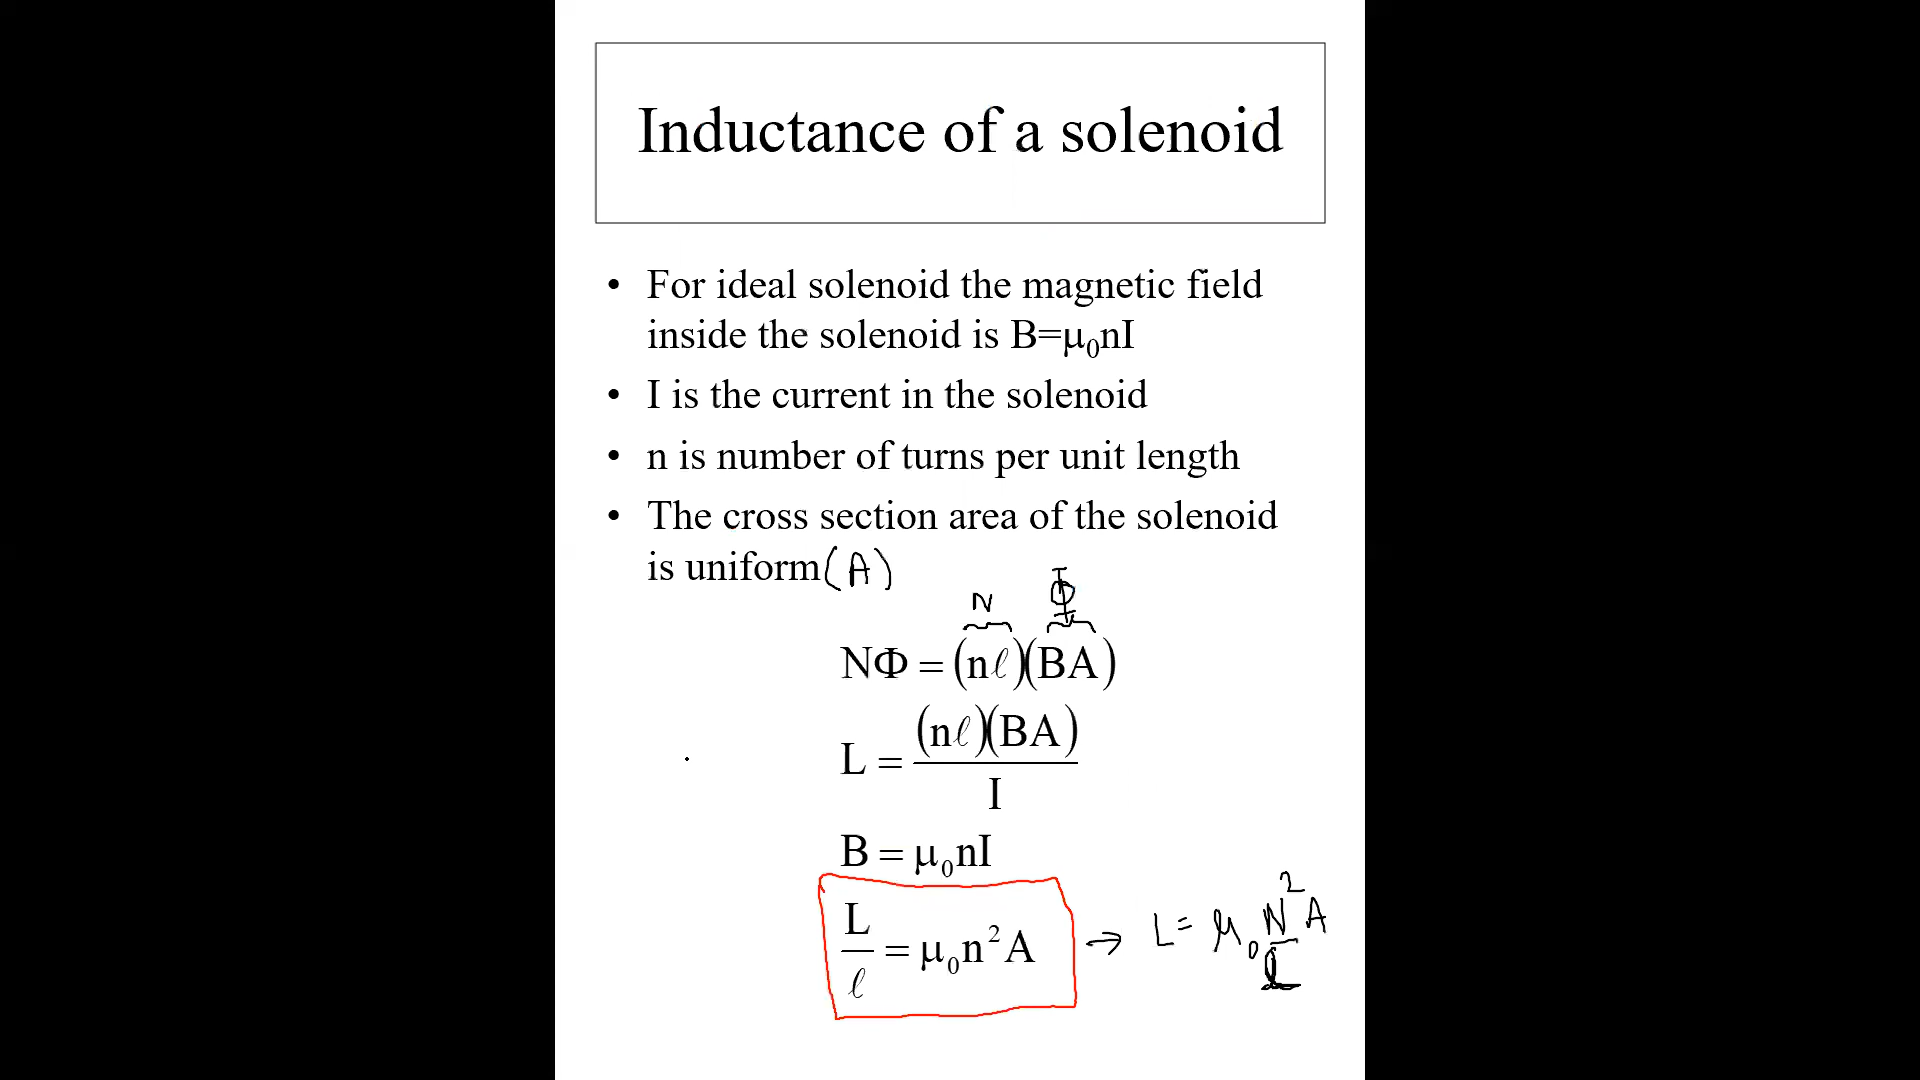 Inductance of a solenoid
• For ideal solenoid the magnetic field
inside the solenoid is B=μ₀nI
• I is the current in the solenoid
• n is number of turns per unit length
• The cross section area of the solenoid
is uniform (A)
N Φ
NΦ = (nℓ)(BA)
L = (nℓ)(BA) / I
B = μ₀nI
L/ℓ = μ₀n²A → L = μ₀ N²/ℓ A